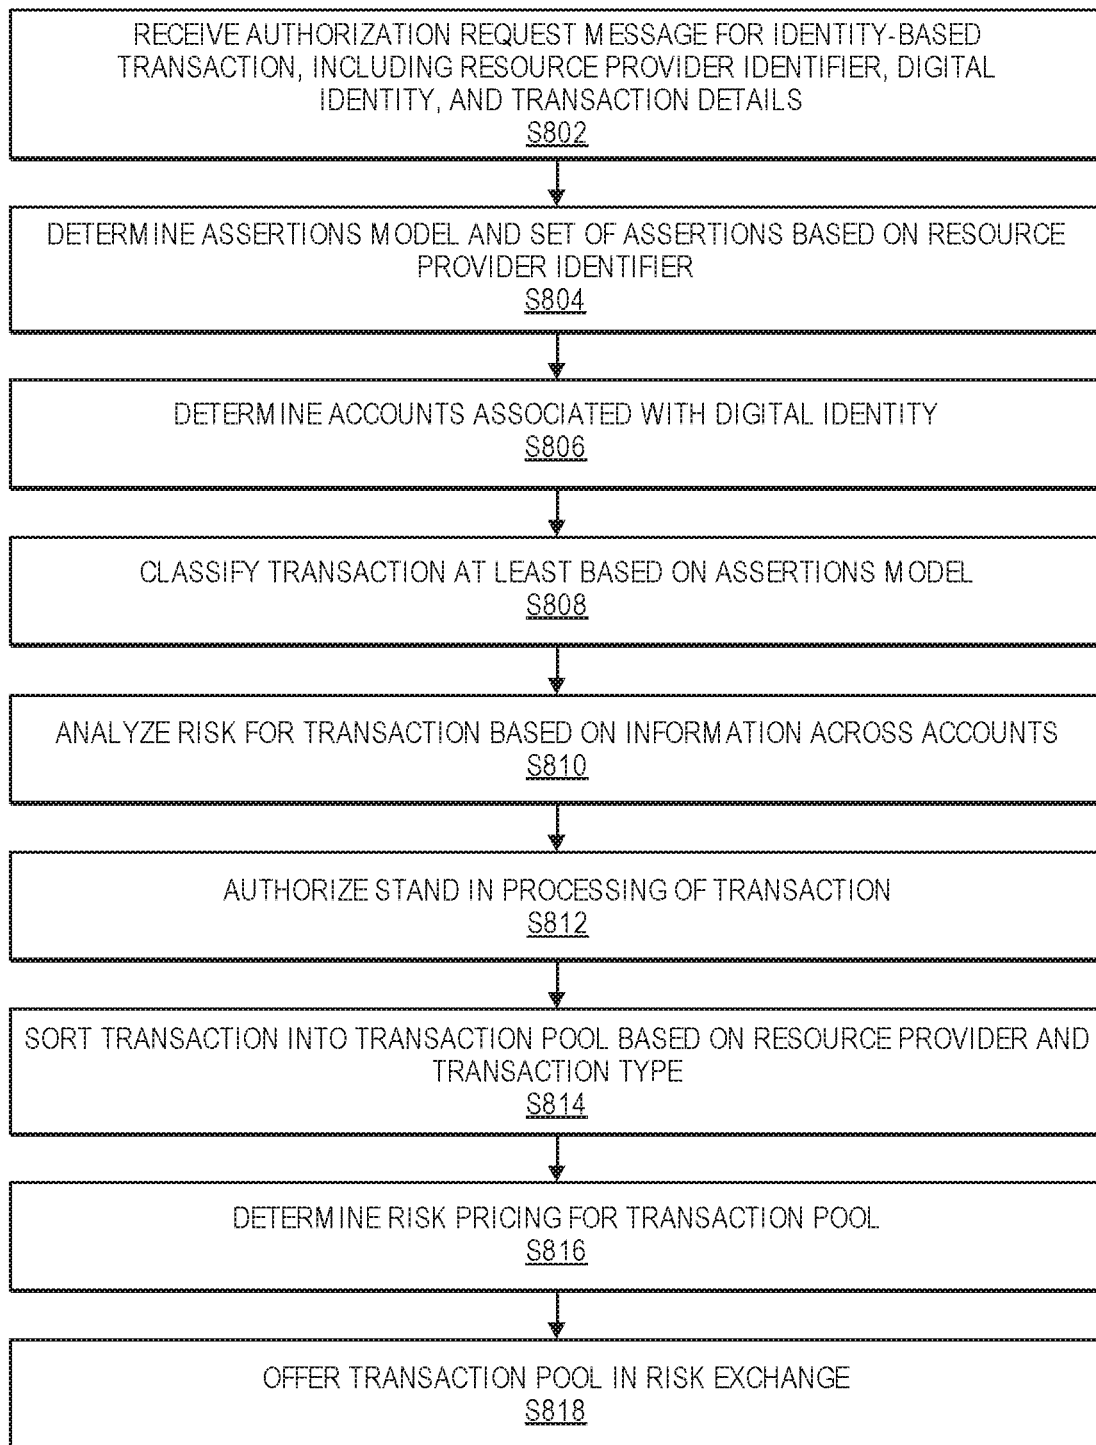 RECEIVE AUTHORIZATION REQUEST MESSAGE FOR IDENTITY-BASED
TRANSACTION, INCLUDING RESOURCE PROVIDER IDENTIFIER, DIGITAL
IDENTITY, AND TRANSACTION DETAILS
S802
DETERMINE ASSERTIONS MODEL AND SET OF ASSERTIONS BASED ON RESOURCE
PROVIDER IDENTIFIER
S804
DETERMINE ACCOUNTS ASSOCIATED WITH DIGITAL IDENTITY
S806
CLASSIFY TRANSACTION AT LEAST BASED ON ASSERTIONS MODEL
S808
ANALYZE RISK FOR TRANSACTION BASED ON INFORMATION ACROSS ACCOUNTS
S810
AUTHORIZE STAND IN PROCESSING OF TRANSACTION
S812
SORT TRANSACTION INTO TRANSACTION POOL BASED ON RESOURCE PROVIDER AND
TRANSACTION TYPE
S814
DETERMINE RISK PRICING FOR TRANSACTION POOL
S816
OFFER TRANSACTION POOL IN RISK EXCHANGE
S818